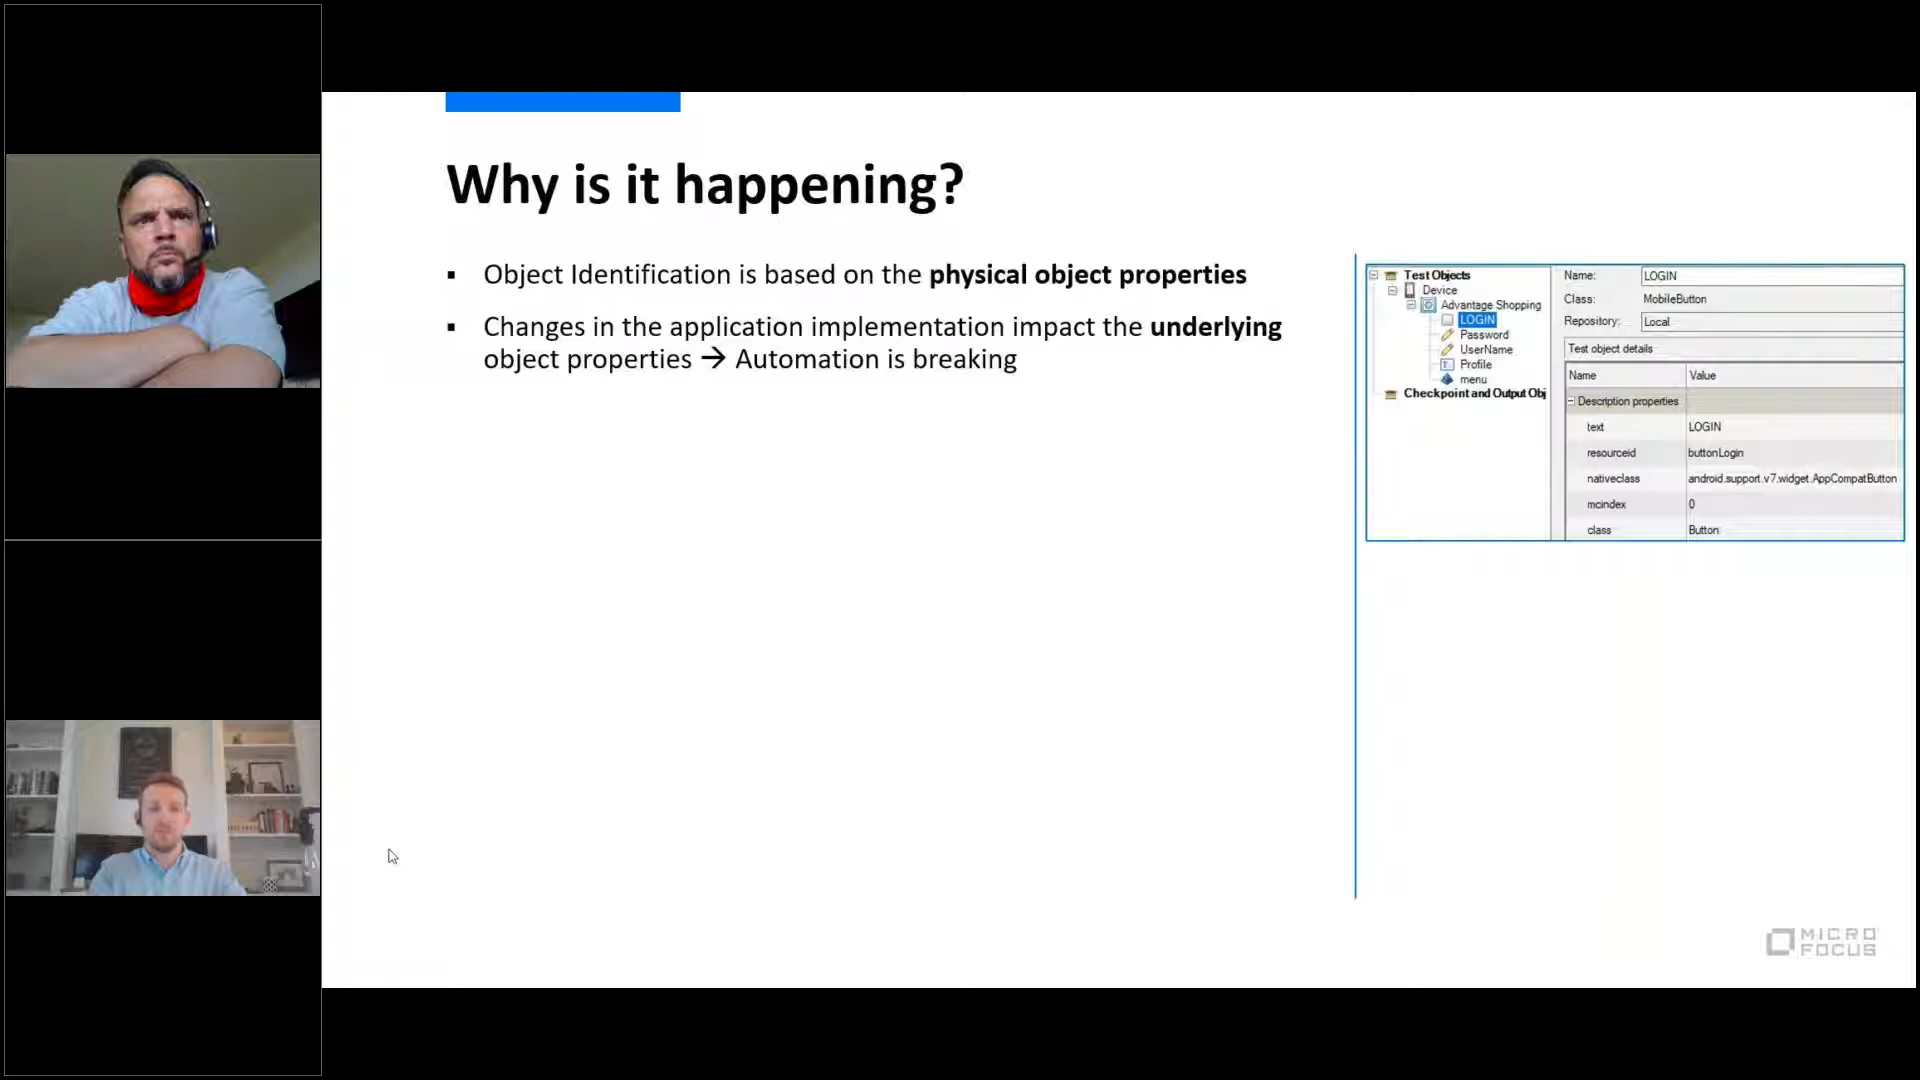 Why is it happening?
▪ Object Identification is based on the physical object properties
▪ Changes in the application implementation impact the underlying
object properties → Automation is breaking
Test Objects
Device
Advantage Shopping
LOGIN
Password
UserName
Profile
menu
Checkpoint and Output Obj
Name: LOGIN
Class: MobileButton
Repository: Local
Test object details
Name Value
Description properties
text LOGIN
resourceid buttonLogin
nativeclass android.support.v7.widget.AppCompatButton
mcindex 0
class Button
MICRO
FOCUS